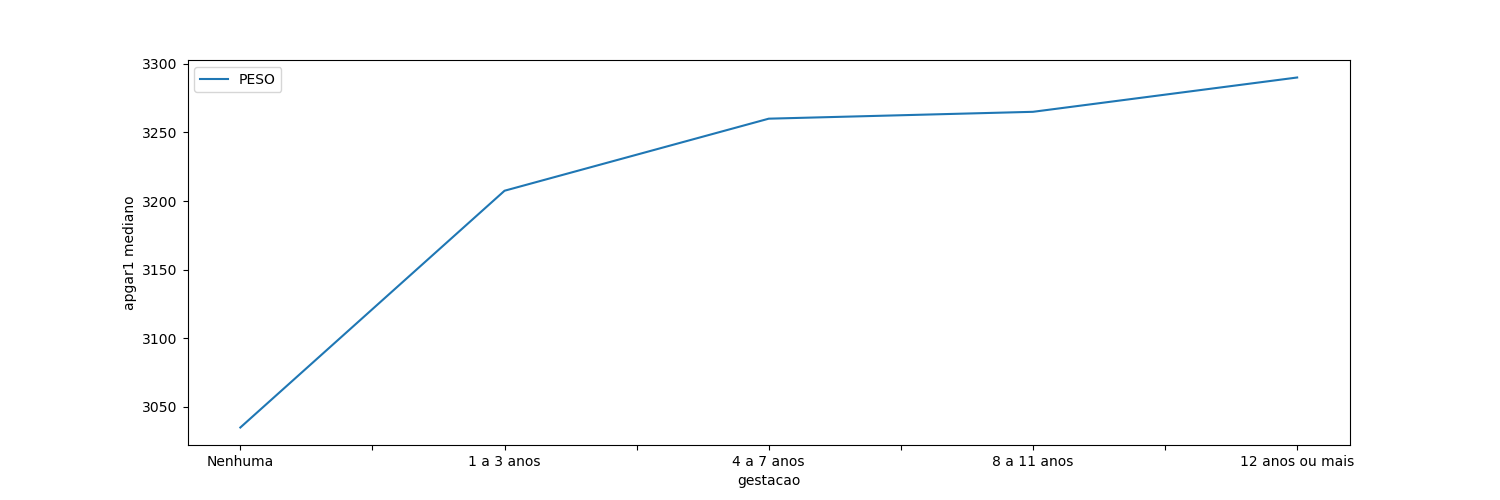 3300
PESO
3250
3200
3150
3100
3050
apgar1 mediano
Nenhuma
1 a 3 anos
4 a 7 anos
8 a 11 anos
12 anos ou mais
gestacao